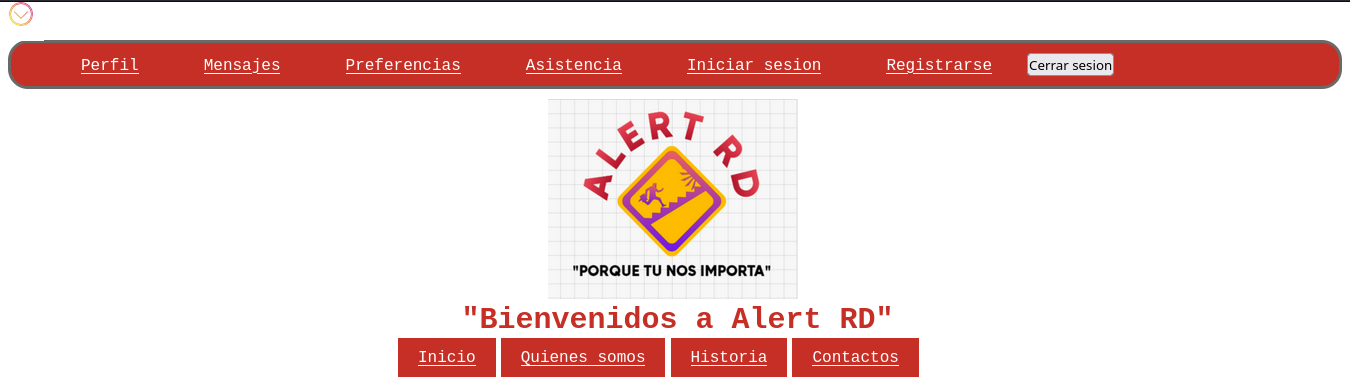 Perfil Mensajes Preferencias Asistencia Iniciar sesion Registrarse Cerrar sesion
ALERT RD
"PORQUE TU NOS IMPORTA"
"Bienvenidos a Alert RD"
Inicio Quienes somos Historia Contactos